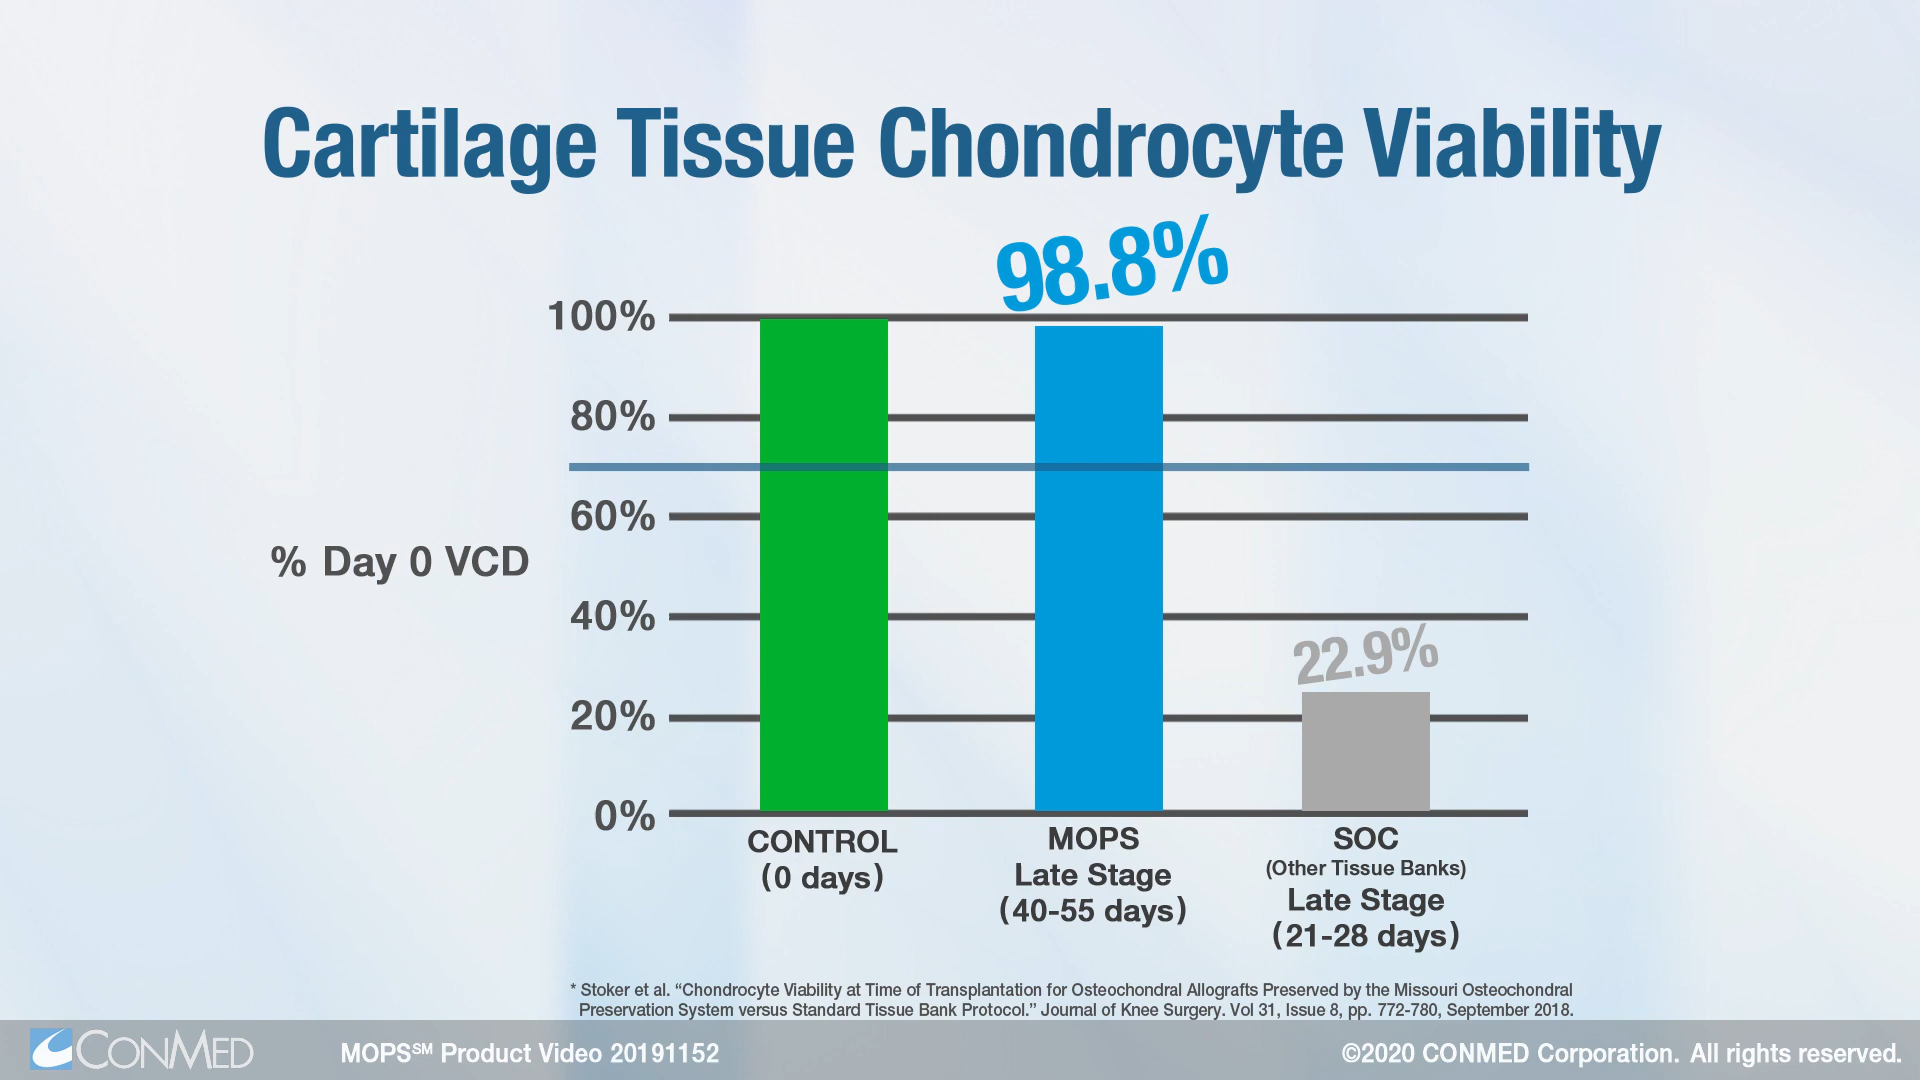 Cartilage Tissue Chondrocyte Viability
98.8%
100%
80%
60%
% Day 0 VCD
40%
22.9%
20%
0%
CONTROL
(0 days)
MOPS
Late Stage
(40-55 days)
SOC
(Other Tissue Banks)
Late Stage
(21-28 days)
* Stoker et al. “Chondrocyte Viability at Time of Transplantation for Osteochondral Allografts Preserved by the Missouri Osteochondral
Preservation System versus Standard Tissue Bank Protocol.” Journal of Knee Surgery. Vol 31, Issue 8, pp. 772-780, September 2018.
CONMED
MOPS℠ Product Video 20191152
©2020 CONMED Corporation. All rights reserved.